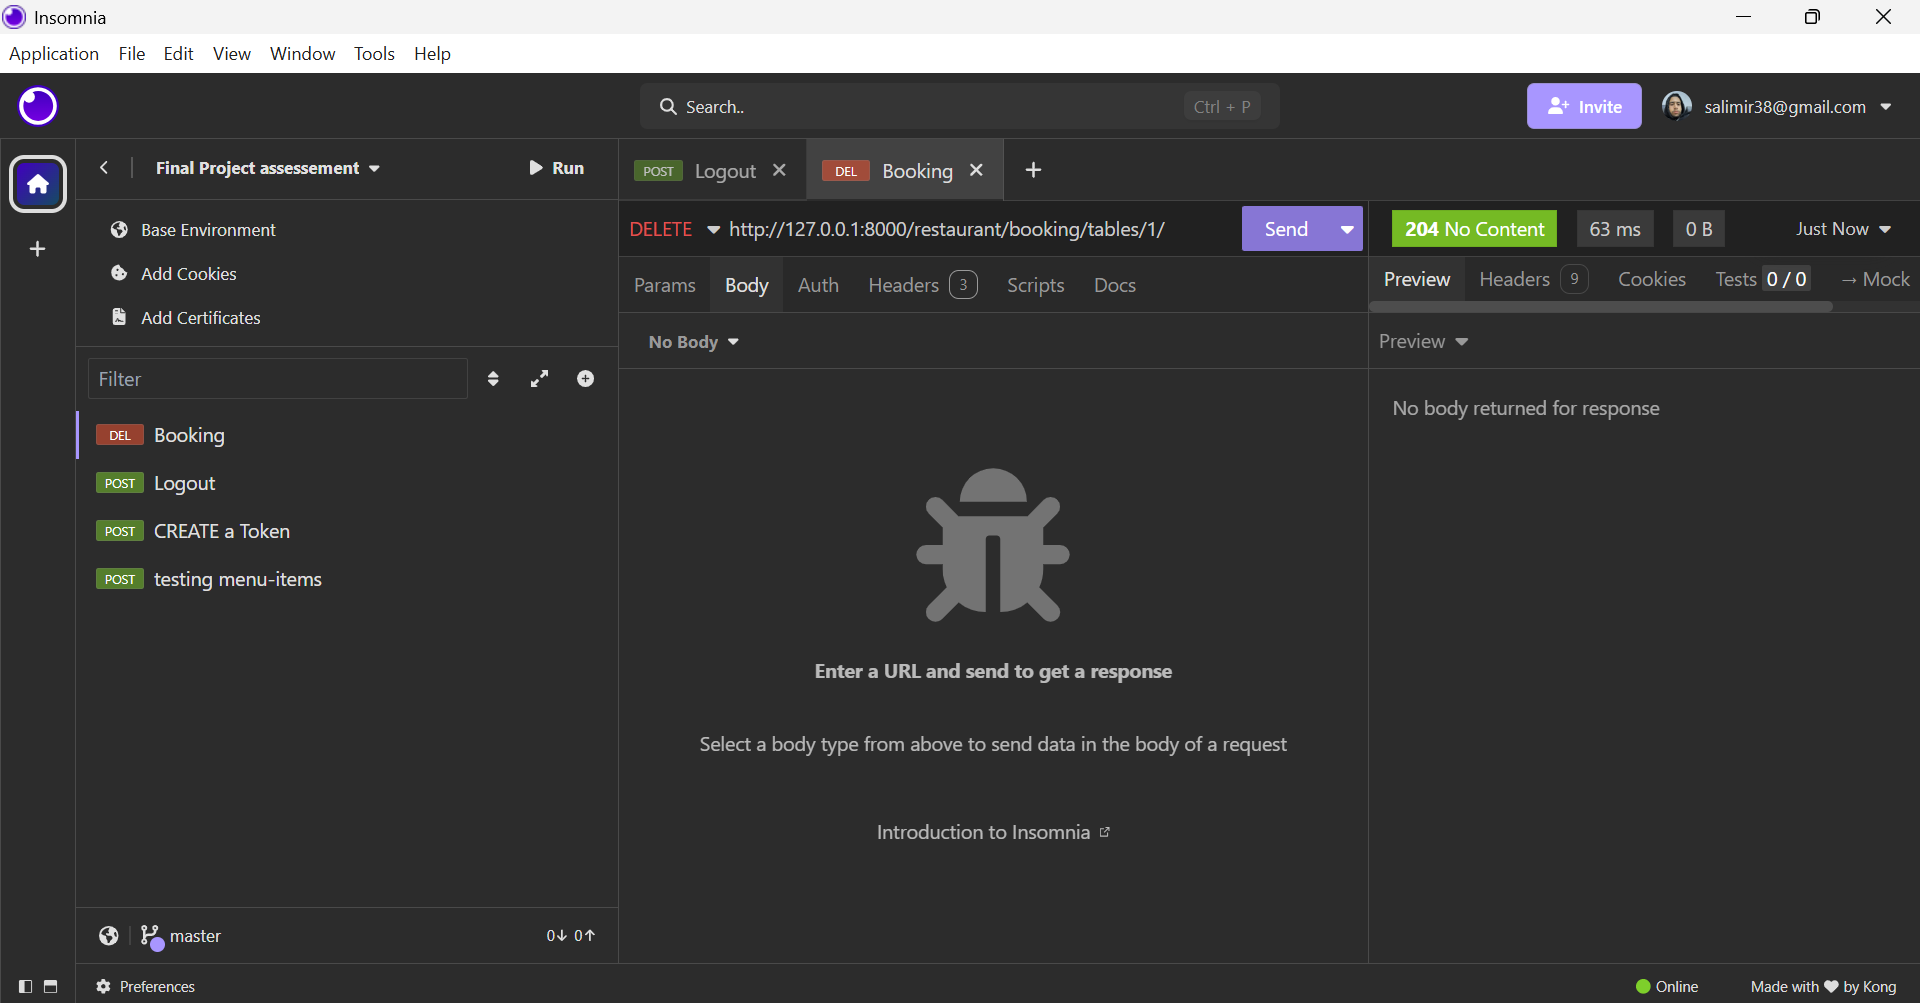 Insomnia
Application File Edit View Window Tools Help
Search.. Ctrl + P
Invite
salimir38@gmail.com
Final Project assessement
Run
POST Logout
DEL Booking
Base Environment
Add Cookies
Add Certificates
Filter
DEL Booking
POST Logout
POST CREATE a Token
POST testing menu-items
master
0↓ 0↑
DELETE http://127.0.0.1:8000/restaurant/booking/tables/1/ Send
Params Body Auth Headers 3 Scripts Docs
No Body
Enter a URL and send to get a response
Select a body type from above to send data in the body of a request
Introduction to Insomnia
204 No Content 63 ms 0 B Just Now
Preview Headers 9 Cookies Tests 0 / 0 → Mock
Preview
No body returned for response
Preferences
Online
Made with ♥ by Kong